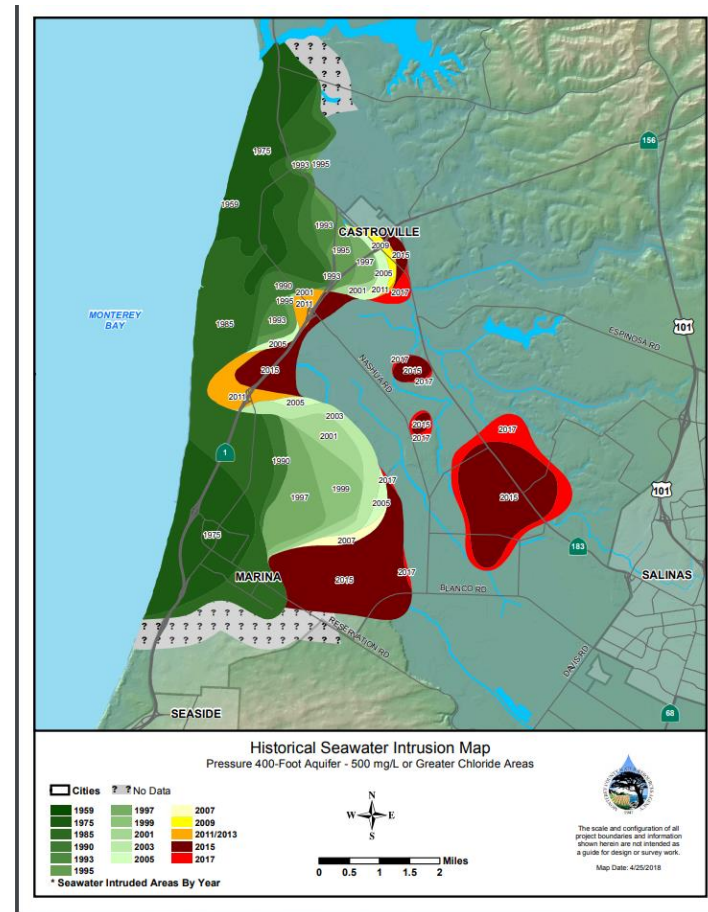 ? ? ?
? ? ?
? ?
? ? ?
? ?
156
1975
1993 1995
1959
1993
CASTROVILLE
2009
1995
2015
1997
1993
2005
1990
2001
2001 2011 2017
1995 2011
MONTEREY
BAY
1985
1993
101
ESPINOSA RD
2005
NASHUA RD
2017
2015
2015
2017
2011
2005
2003
2015
2001
2017
2017
1
1990
2017
101
1997
1999
2005
2015
1975
2007
183
MARINA
2015
2017
SALINAS
BLANCO RD
? ? ? ? ? ? ? ?
? ? ? ? ? ? ? ? ? ?
? ? ? ? ? ? ? ? ?
RESERVATION RD
DAVIS RD
SEASIDE
68
Historical Seawater Intrusion Map
Pressure 400-Foot Aquifer - 500 mg/L or Greater Chloride Areas
Cities ? ? No Data
1959 1997 2007
1975 1999 2009
1985 2001 2011/2013
1990 2003 2015
1993 2005 2017
1995
* Seawater Intruded Areas By Year
N
W E
S
Miles
0 0.5 1 1.5 2
The scale and configuration of all
project boundaries and information
shown herein are not intended as
a guide for design or survey work.
Map Date: 4/25/2018